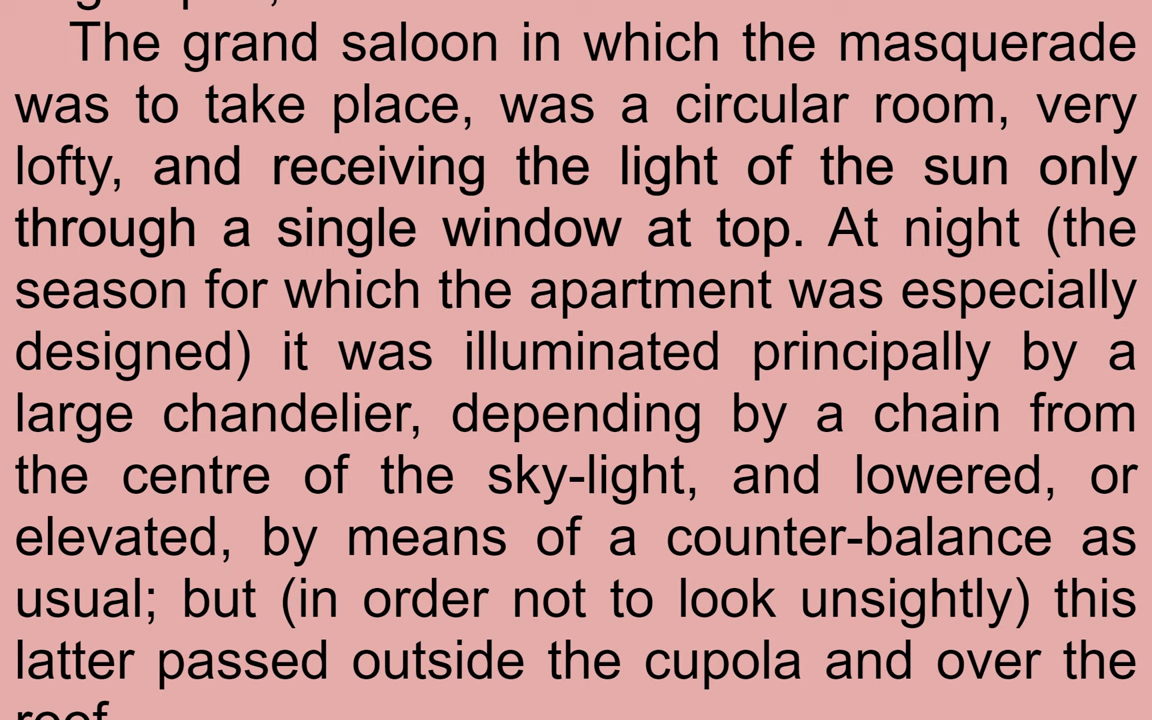 The grand saloon in which the masquerade
was to take place, was a circular room, very
lofty, and receiving the light of the sun only
through a single window at top. At night (the
season for which the apartment was especially
designed) it was illuminated principally by a
large chandelier, depending by a chain from
the centre of the sky-light, and lowered, or
elevated, by means of a counter-balance as
usual; but (in order not to look unsightly) this
latter passed outside the cupola and over the
roof.